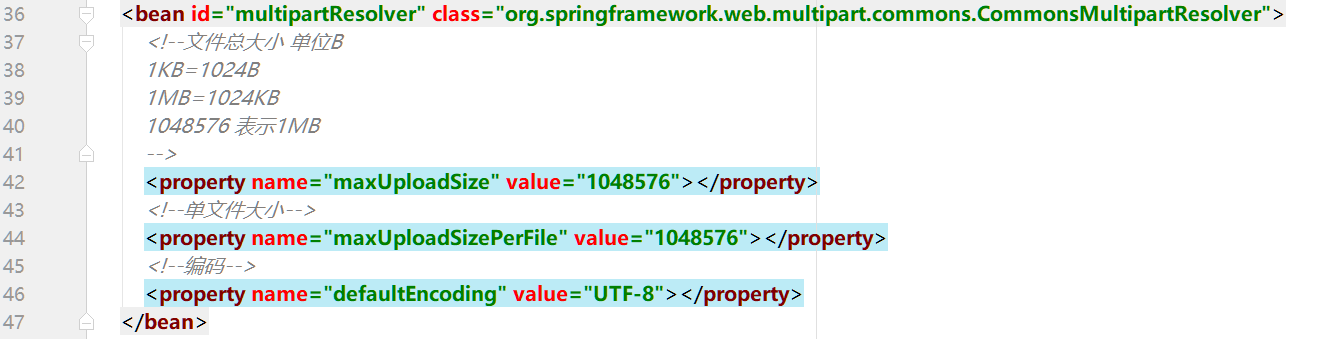 36 <bean id="multipartResolver" class="org.springframework.web.multipart.commons.CommonsMultipartResolver">
37 <!--文件总大小 单位B
38 1KB=1024B
39 1MB=1024KB
40 1048576 表示1MB
41 -->
42 <property name="maxUploadSize" value="1048576"></property>
43 <!--单文件大小-->
44 <property name="maxUploadSizePerFile" value="1048576"></property>
45 <!--编码-->
46 <property name="defaultEncoding" value="UTF-8"></property>
47 </bean>